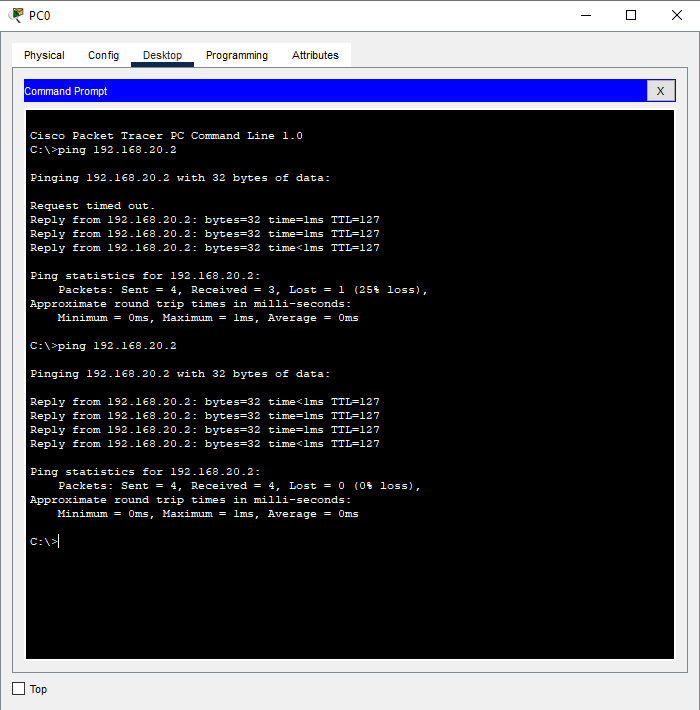 PC0
Physical Config Desktop Programming Attributes
Command Prompt
X
Cisco Packet Tracer PC Command Line 1.0
C:\>ping 192.168.20.2
Pinging 192.168.20.2 with 32 bytes of data:
Request timed out.
Reply from 192.168.20.2: bytes=32 time=1ms TTL=127
Reply from 192.168.20.2: bytes=32 time=1ms TTL=127
Reply from 192.168.20.2: bytes=32 time<1ms TTL=127
Ping statistics for 192.168.20.2:
Packets: Sent = 4, Received = 3, Lost = 1 (25% loss),
Approximate round trip times in milli-seconds:
Minimum = 0ms, Maximum = 1ms, Average = 0ms
C:\>ping 192.168.20.2
Pinging 192.168.20.2 with 32 bytes of data:
Reply from 192.168.20.2: bytes=32 time<1ms TTL=127
Reply from 192.168.20.2: bytes=32 time=1ms TTL=127
Reply from 192.168.20.2: bytes=32 time=1ms TTL=127
Reply from 192.168.20.2: bytes=32 time<1ms TTL=127
Ping statistics for 192.168.20.2:
Packets: Sent = 4, Received = 4, Lost = 0 (0% loss),
Approximate round trip times in milli-seconds:
Minimum = 0ms, Maximum = 1ms, Average = 0ms
C:\>
Top